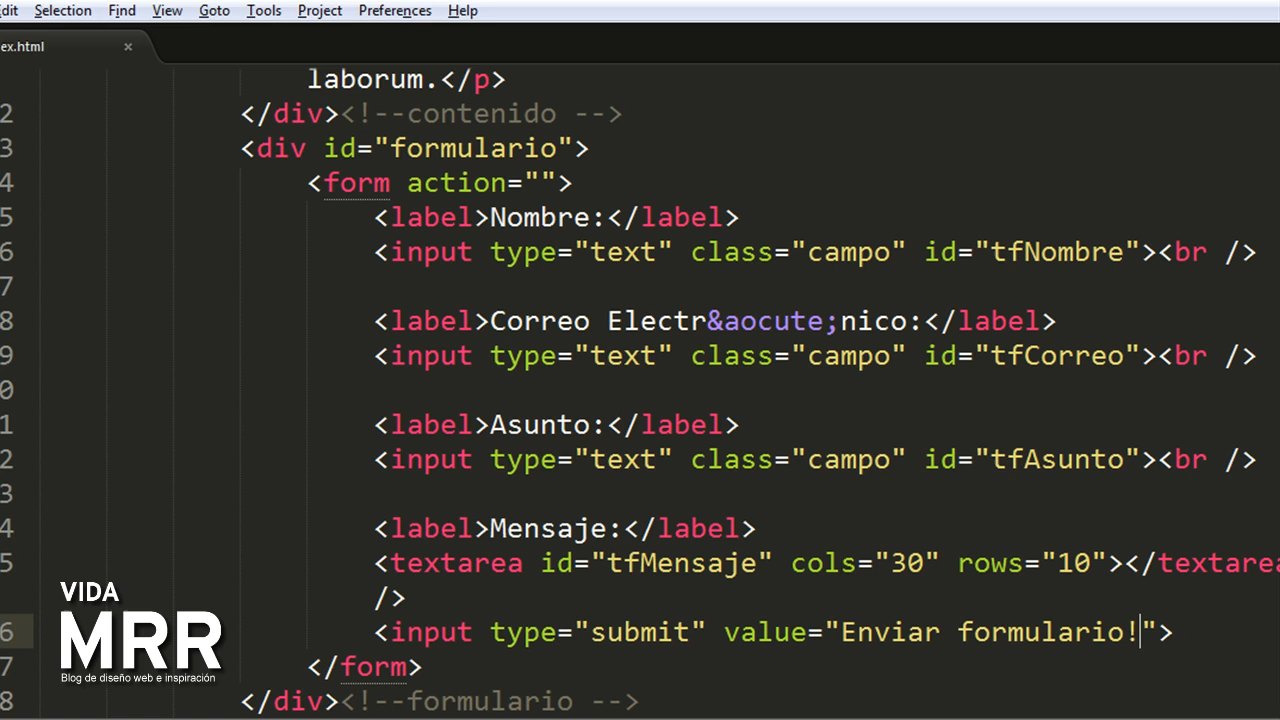 dit Selection Find View Goto Tools Project Preferences Help
ex.html ×
laborum.</p>
2 </div><!--contenido -->
3 <div id="formulario">
4 <form action="">
5 <label>Nombre:</label>
6 <input type="text" class="campo" id="tfNombre"><br />
7
8 <label>Correo Electr&aocute;nico:</label>
9 <input type="text" class="campo" id="tfCorreo"><br />
0
1 <label>Asunto:</label>
2 <input type="text" class="campo" id="tfAsunto"><br />
3
4 <label>Mensaje:</label>
5 <textarea id="tfMensaje" cols="30" rows="10"></textarea
/>
6 <input type="submit" value="Enviar formulario!">
7 </form>
8 </div><!--formulario -->
VIDA
MRR
Blog de diseño web e inspiración